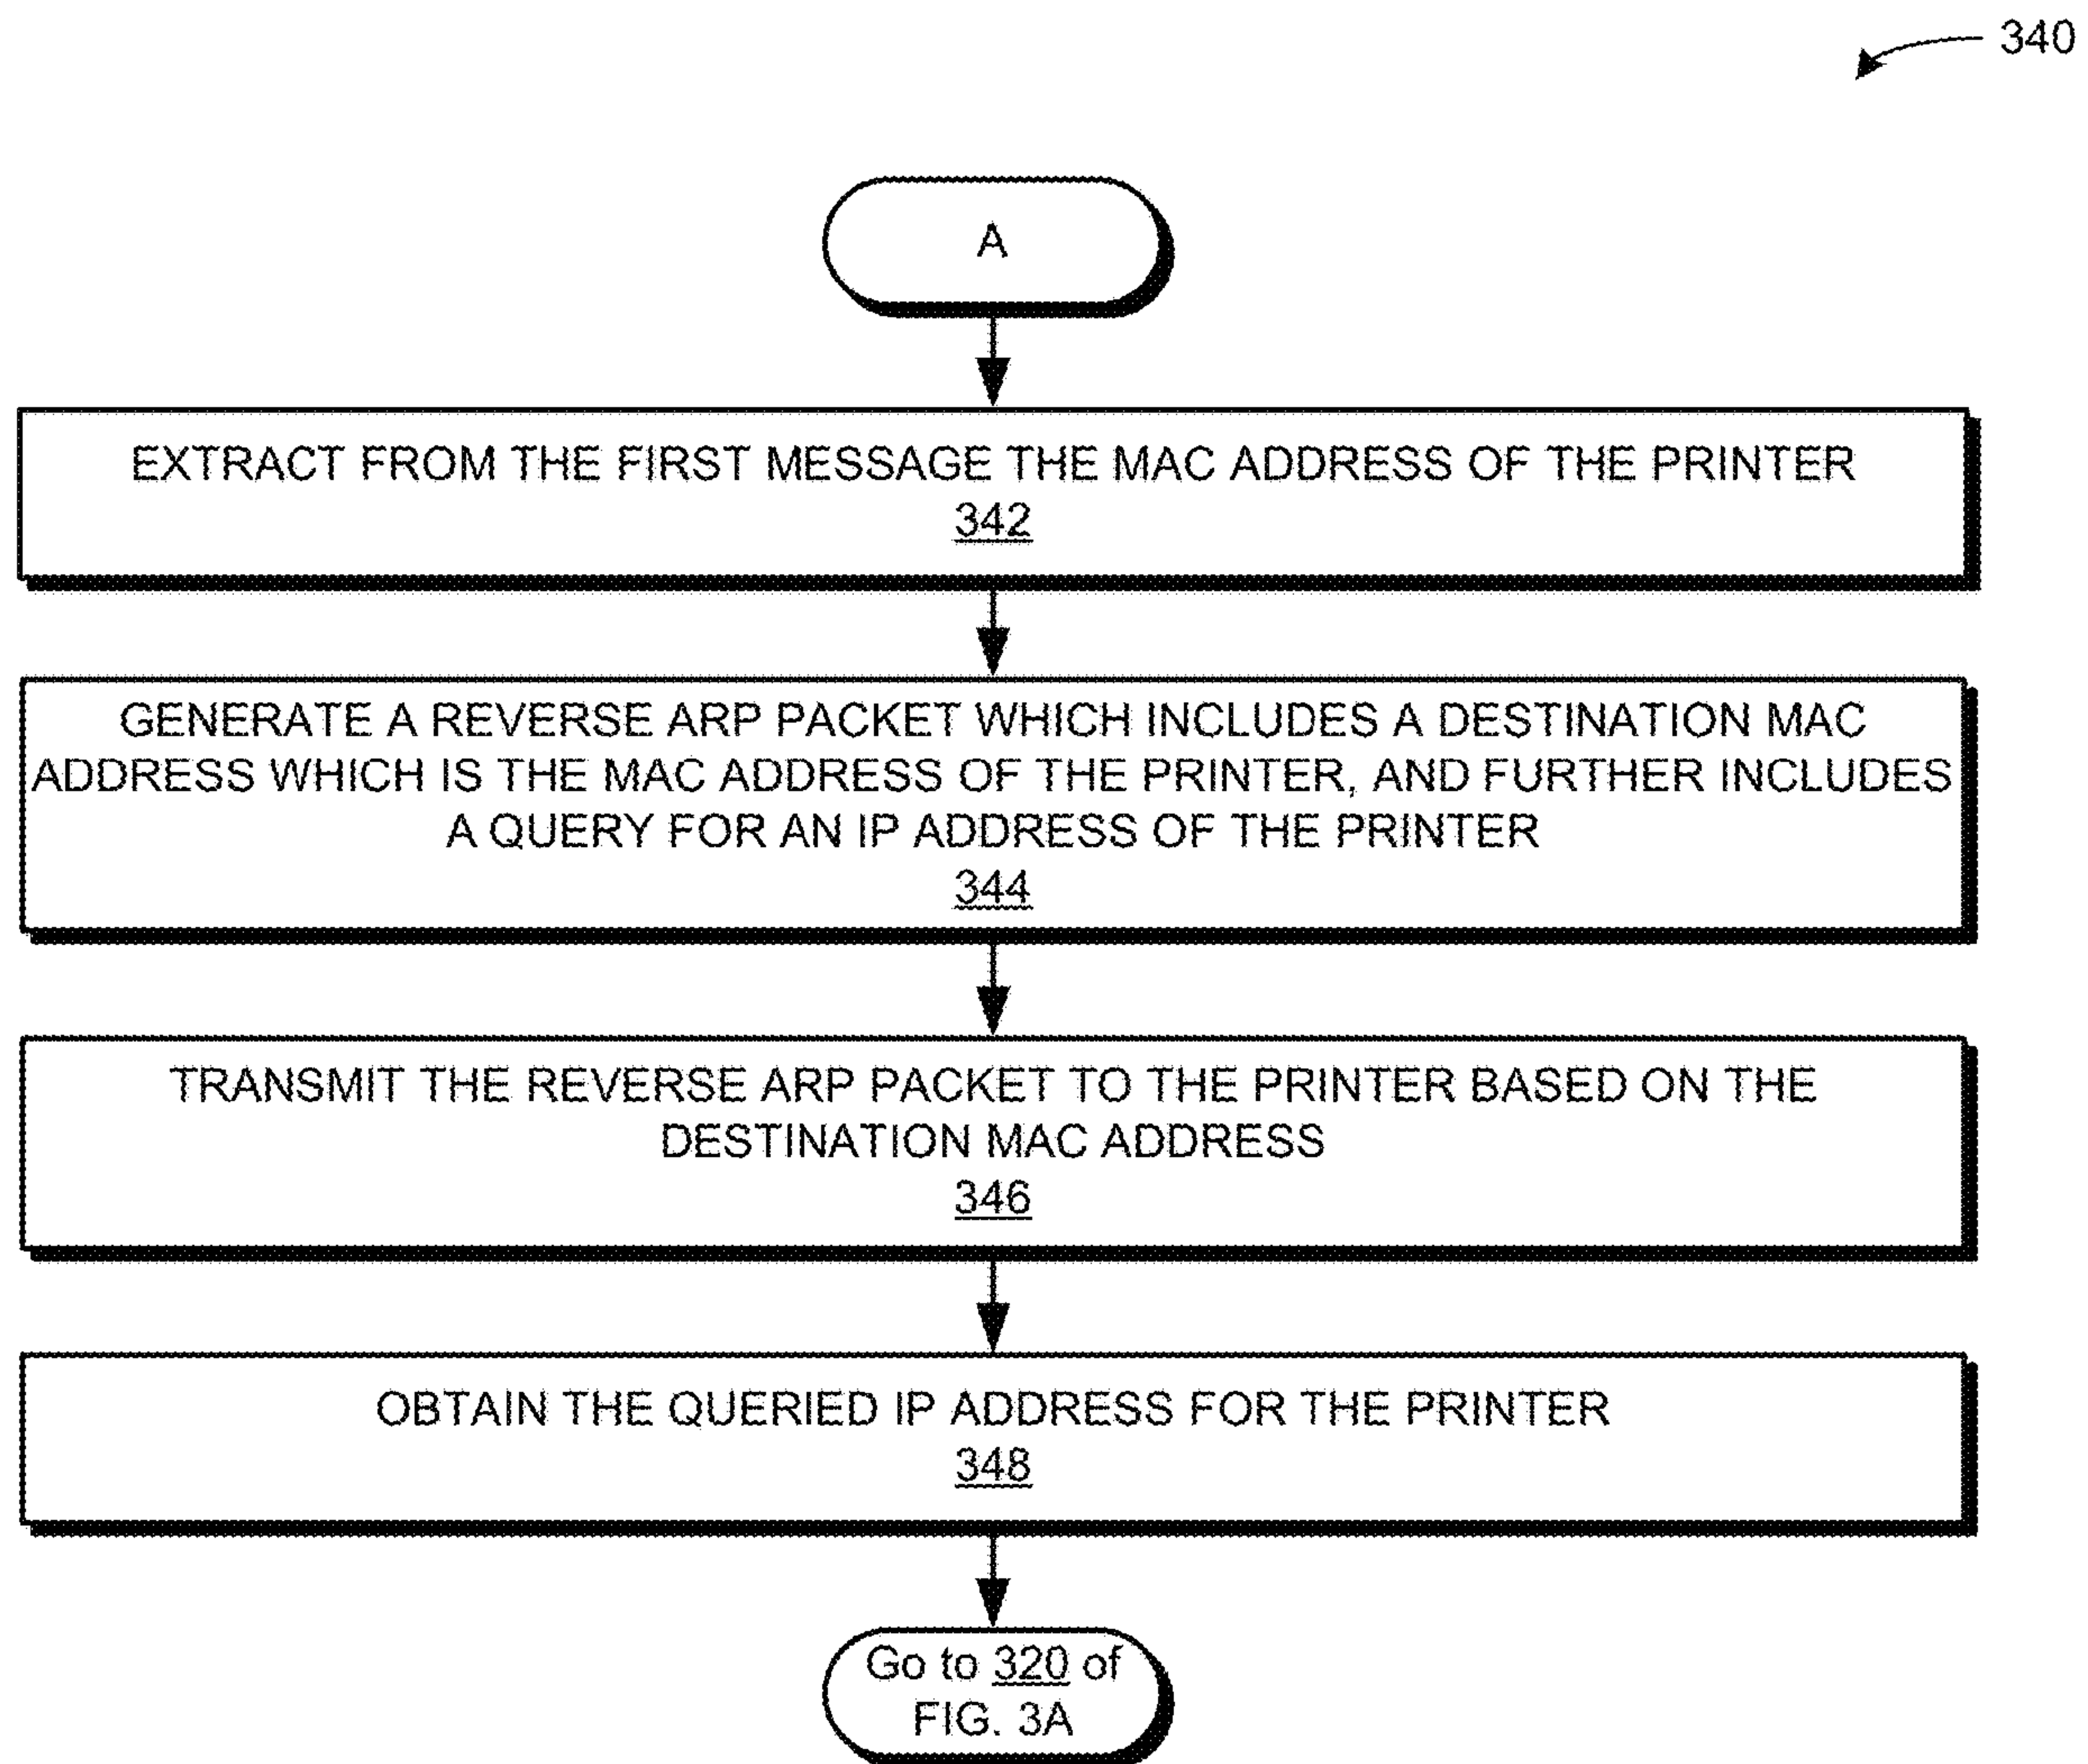 340
A
EXTRACT FROM THE FIRST MESSAGE THE MAC ADDRESS OF THE PRINTER
342
GENERATE A REVERSE ARP PACKET WHICH INCLUDES A DESTINATION MAC
ADDRESS WHICH IS THE MAC ADDRESS OF THE PRINTER, AND FURTHER INCLUDES
A QUERY FOR AN IP ADDRESS OF THE PRINTER
344
TRANSMIT THE REVERSE ARP PACKET TO THE PRINTER BASED ON THE
DESTINATION MAC ADDRESS
346
OBTAIN THE QUERIED IP ADDRESS FOR THE PRINTER
348
Go to 320 of
FIG. 3A